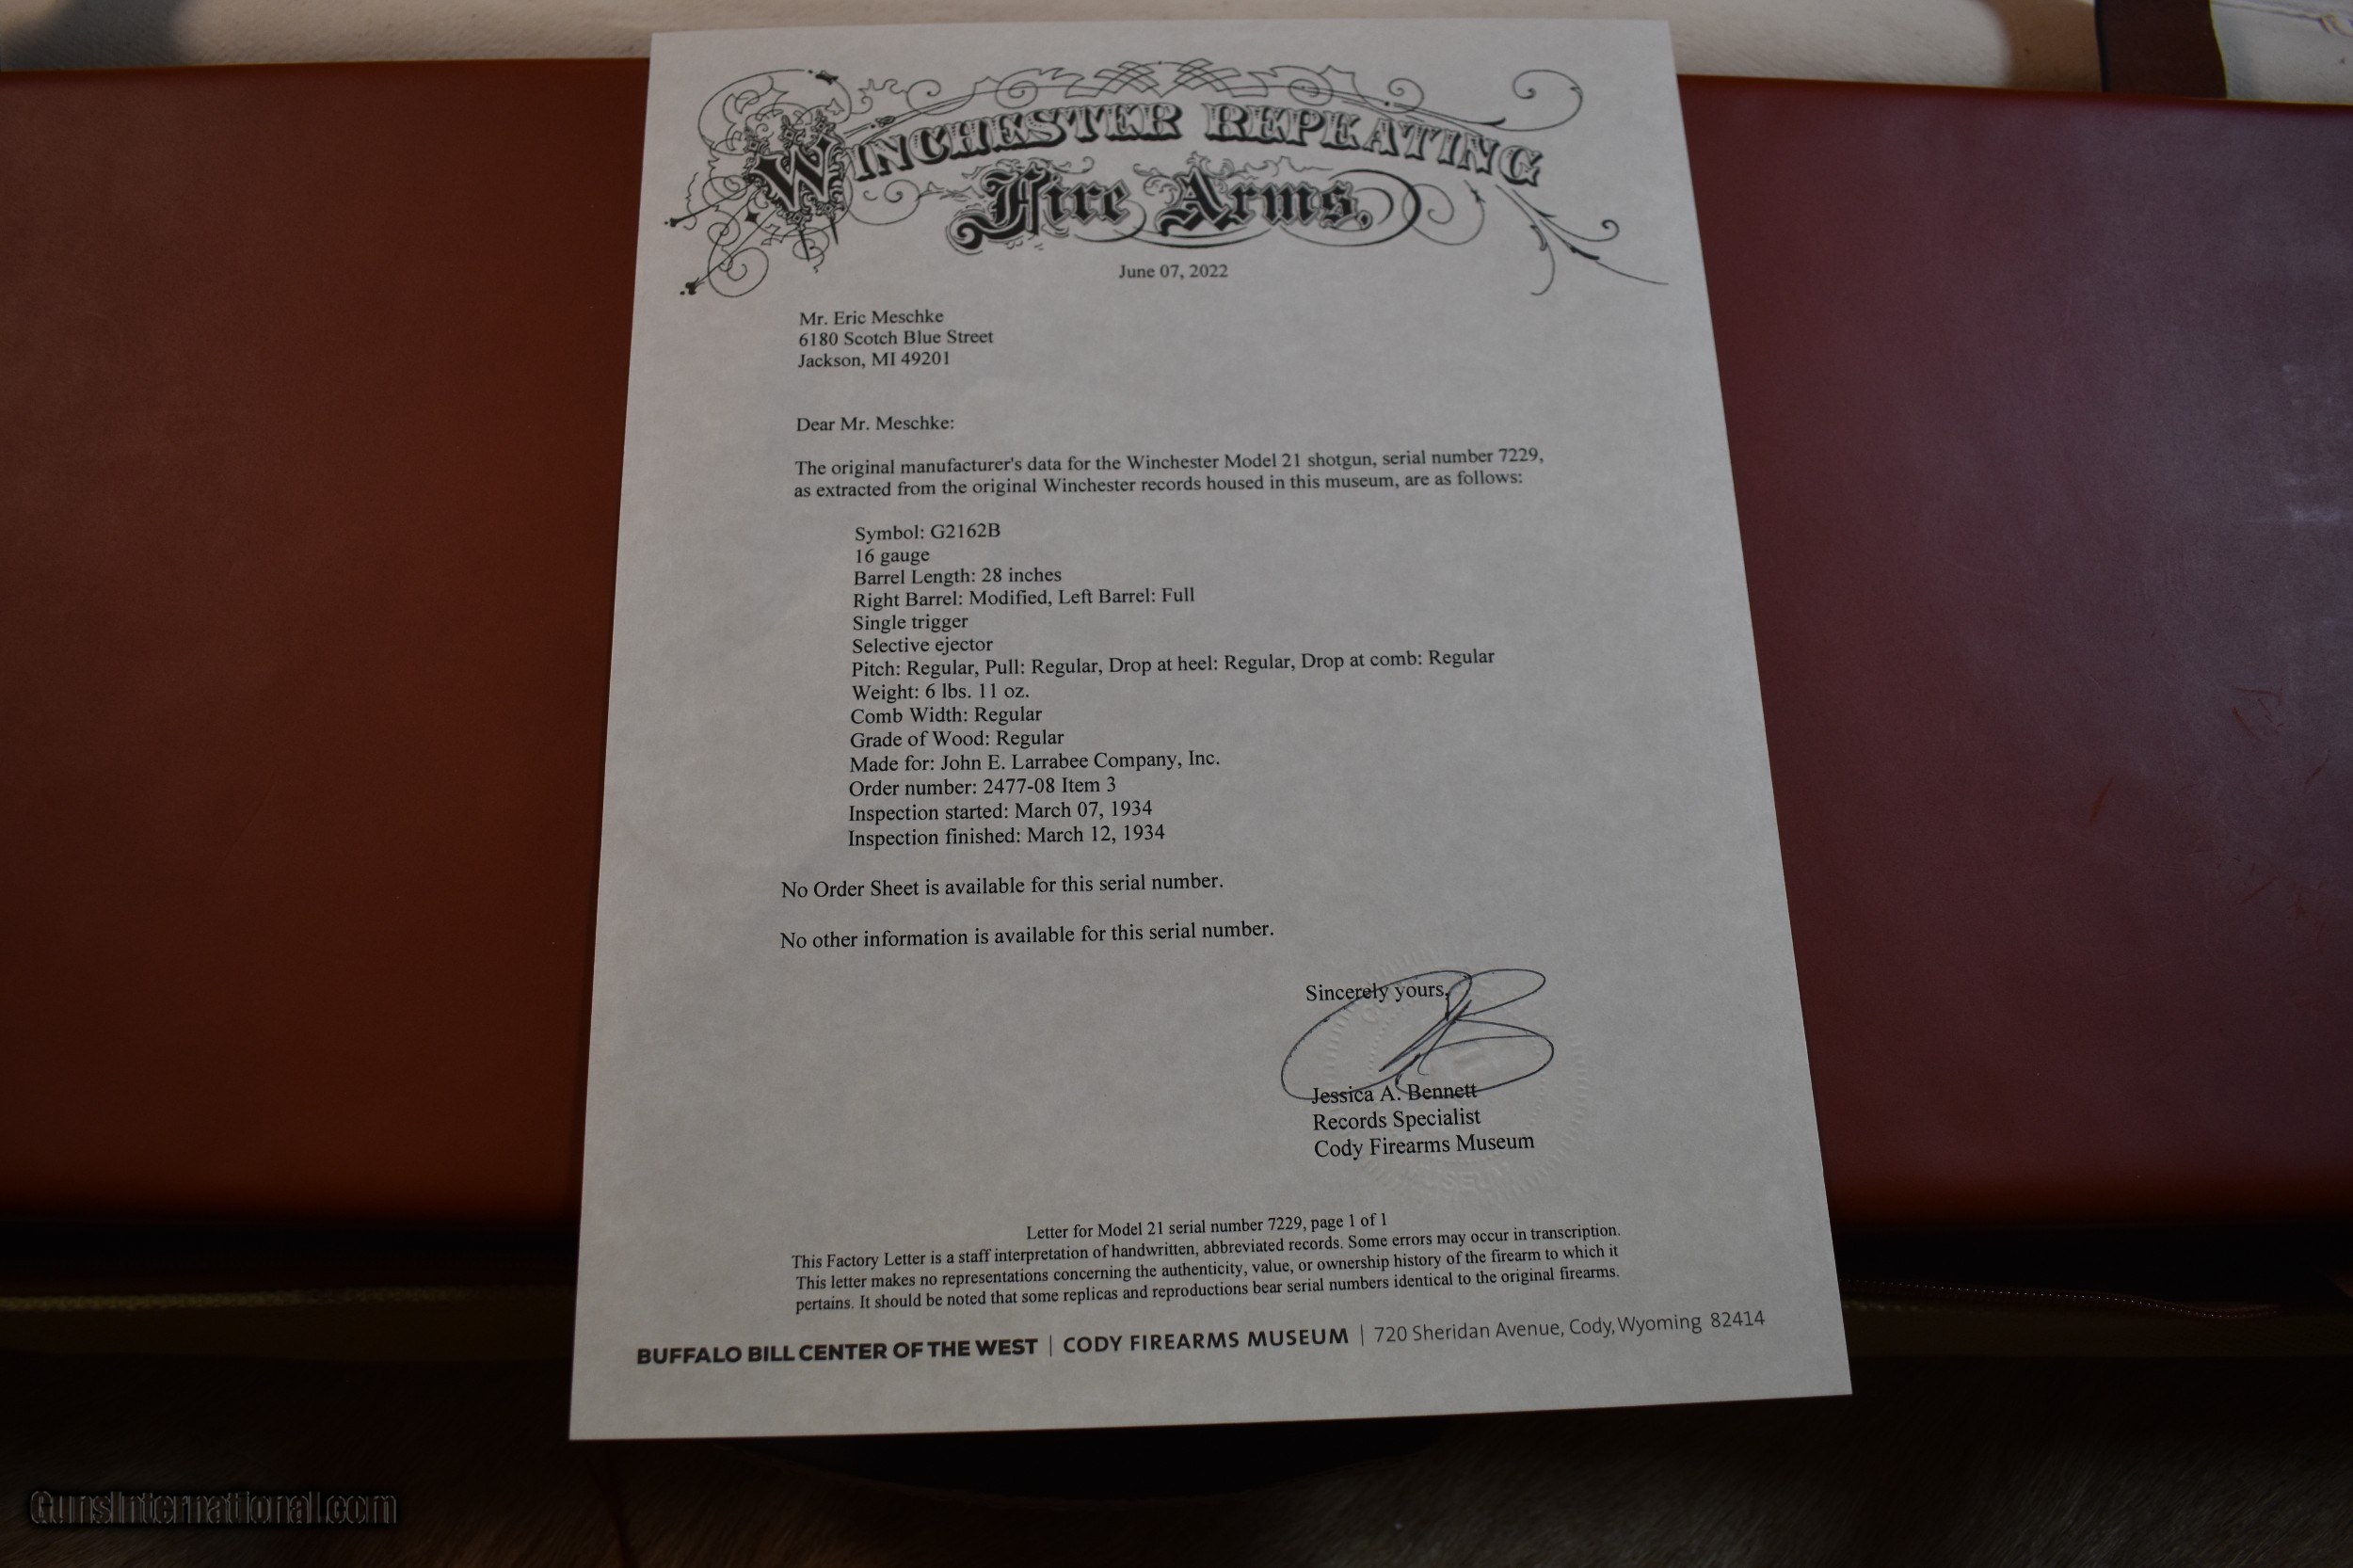 WINCHESTER REPEATING
Fire Arms.
June 07, 2022
Mr. Eric Meschke
6180 Scotch Blue Street
Jackson, MI 49201
Dear Mr. Meschke:
The original manufacturer's data for the Winchester Model 21 shotgun, serial number 7229,
as extracted from the original Winchester records housed in this museum, are as follows:
Symbol: G2162B
16 gauge
Barrel Length: 28 inches
Right Barrel: Modified, Left Barrel: Full
Single trigger
Selective ejector
Pitch: Regular, Pull: Regular, Drop at heel: Regular, Drop at comb: Regular
Weight: 6 lbs. 11 oz.
Comb Width: Regular
Grade of Wood: Regular
Made for: John E. Larrabee Company, Inc.
Order number: 2477-08 Item 3
Inspection started: March 07, 1934
Inspection finished: March 12, 1934
No Order Sheet is available for this serial number.
No other information is available for this serial number.
Sincerely yours,
Jessica A. Bennett
Records Specialist
Cody Firearms Museum
Letter for Model 21 serial number 7229, page 1 of 1
This Factory Letter is a staff interpretation of handwritten, abbreviated records. Some errors may occur in transcription.
This letter makes no representations concerning the authenticity, value, or ownership history of the firearm to which it
pertains. It should be noted that some replicas and reproductions bear serial numbers identical to the original firearms.
BUFFALO BILL CENTER OF THE WEST | CODY FIREARMS MUSEUM | 720 Sheridan Avenue, Cody, Wyoming 82414
GunsInternational.com